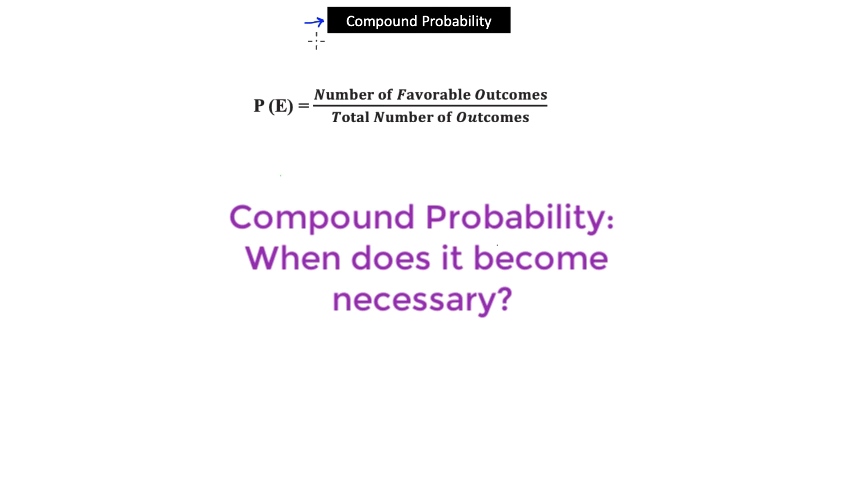 Compound Probability
P (E) = Number of Favorable Outcomes
Total Number of Outcomes
Compound Probability:
When does it become
necessary?